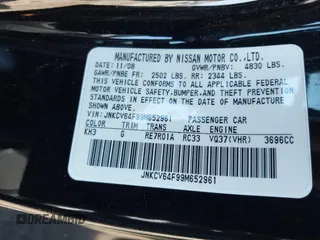 MANUFACTURED BY NISSAN MOTOR CO.,LTD.
DATE: 11/08 GVWR/PNBV: 4830 LBS.
GAWR/PNBE FR: 2502 LBS. RR: 2344 LBS.
THIS VEHICLE CONFORMS TO ALL APPLICABLE FEDERAL
MOTOR VEHICLE SAFETY,BUMPER,AND THEFT PREVENTION
STANDARDS IN EFFECT ON THE DATE OF MANUFACTURE
SHOWN ABOVE.
VIN: JNKCV64F99M652961 PASSENGER CAR
COLOR TRIM TRANS AXLE ENGINE
KH3 G RE7R01A RC33 VQ37(VHR) 3696CC
JNKCV64F99M652961
DREAMBID